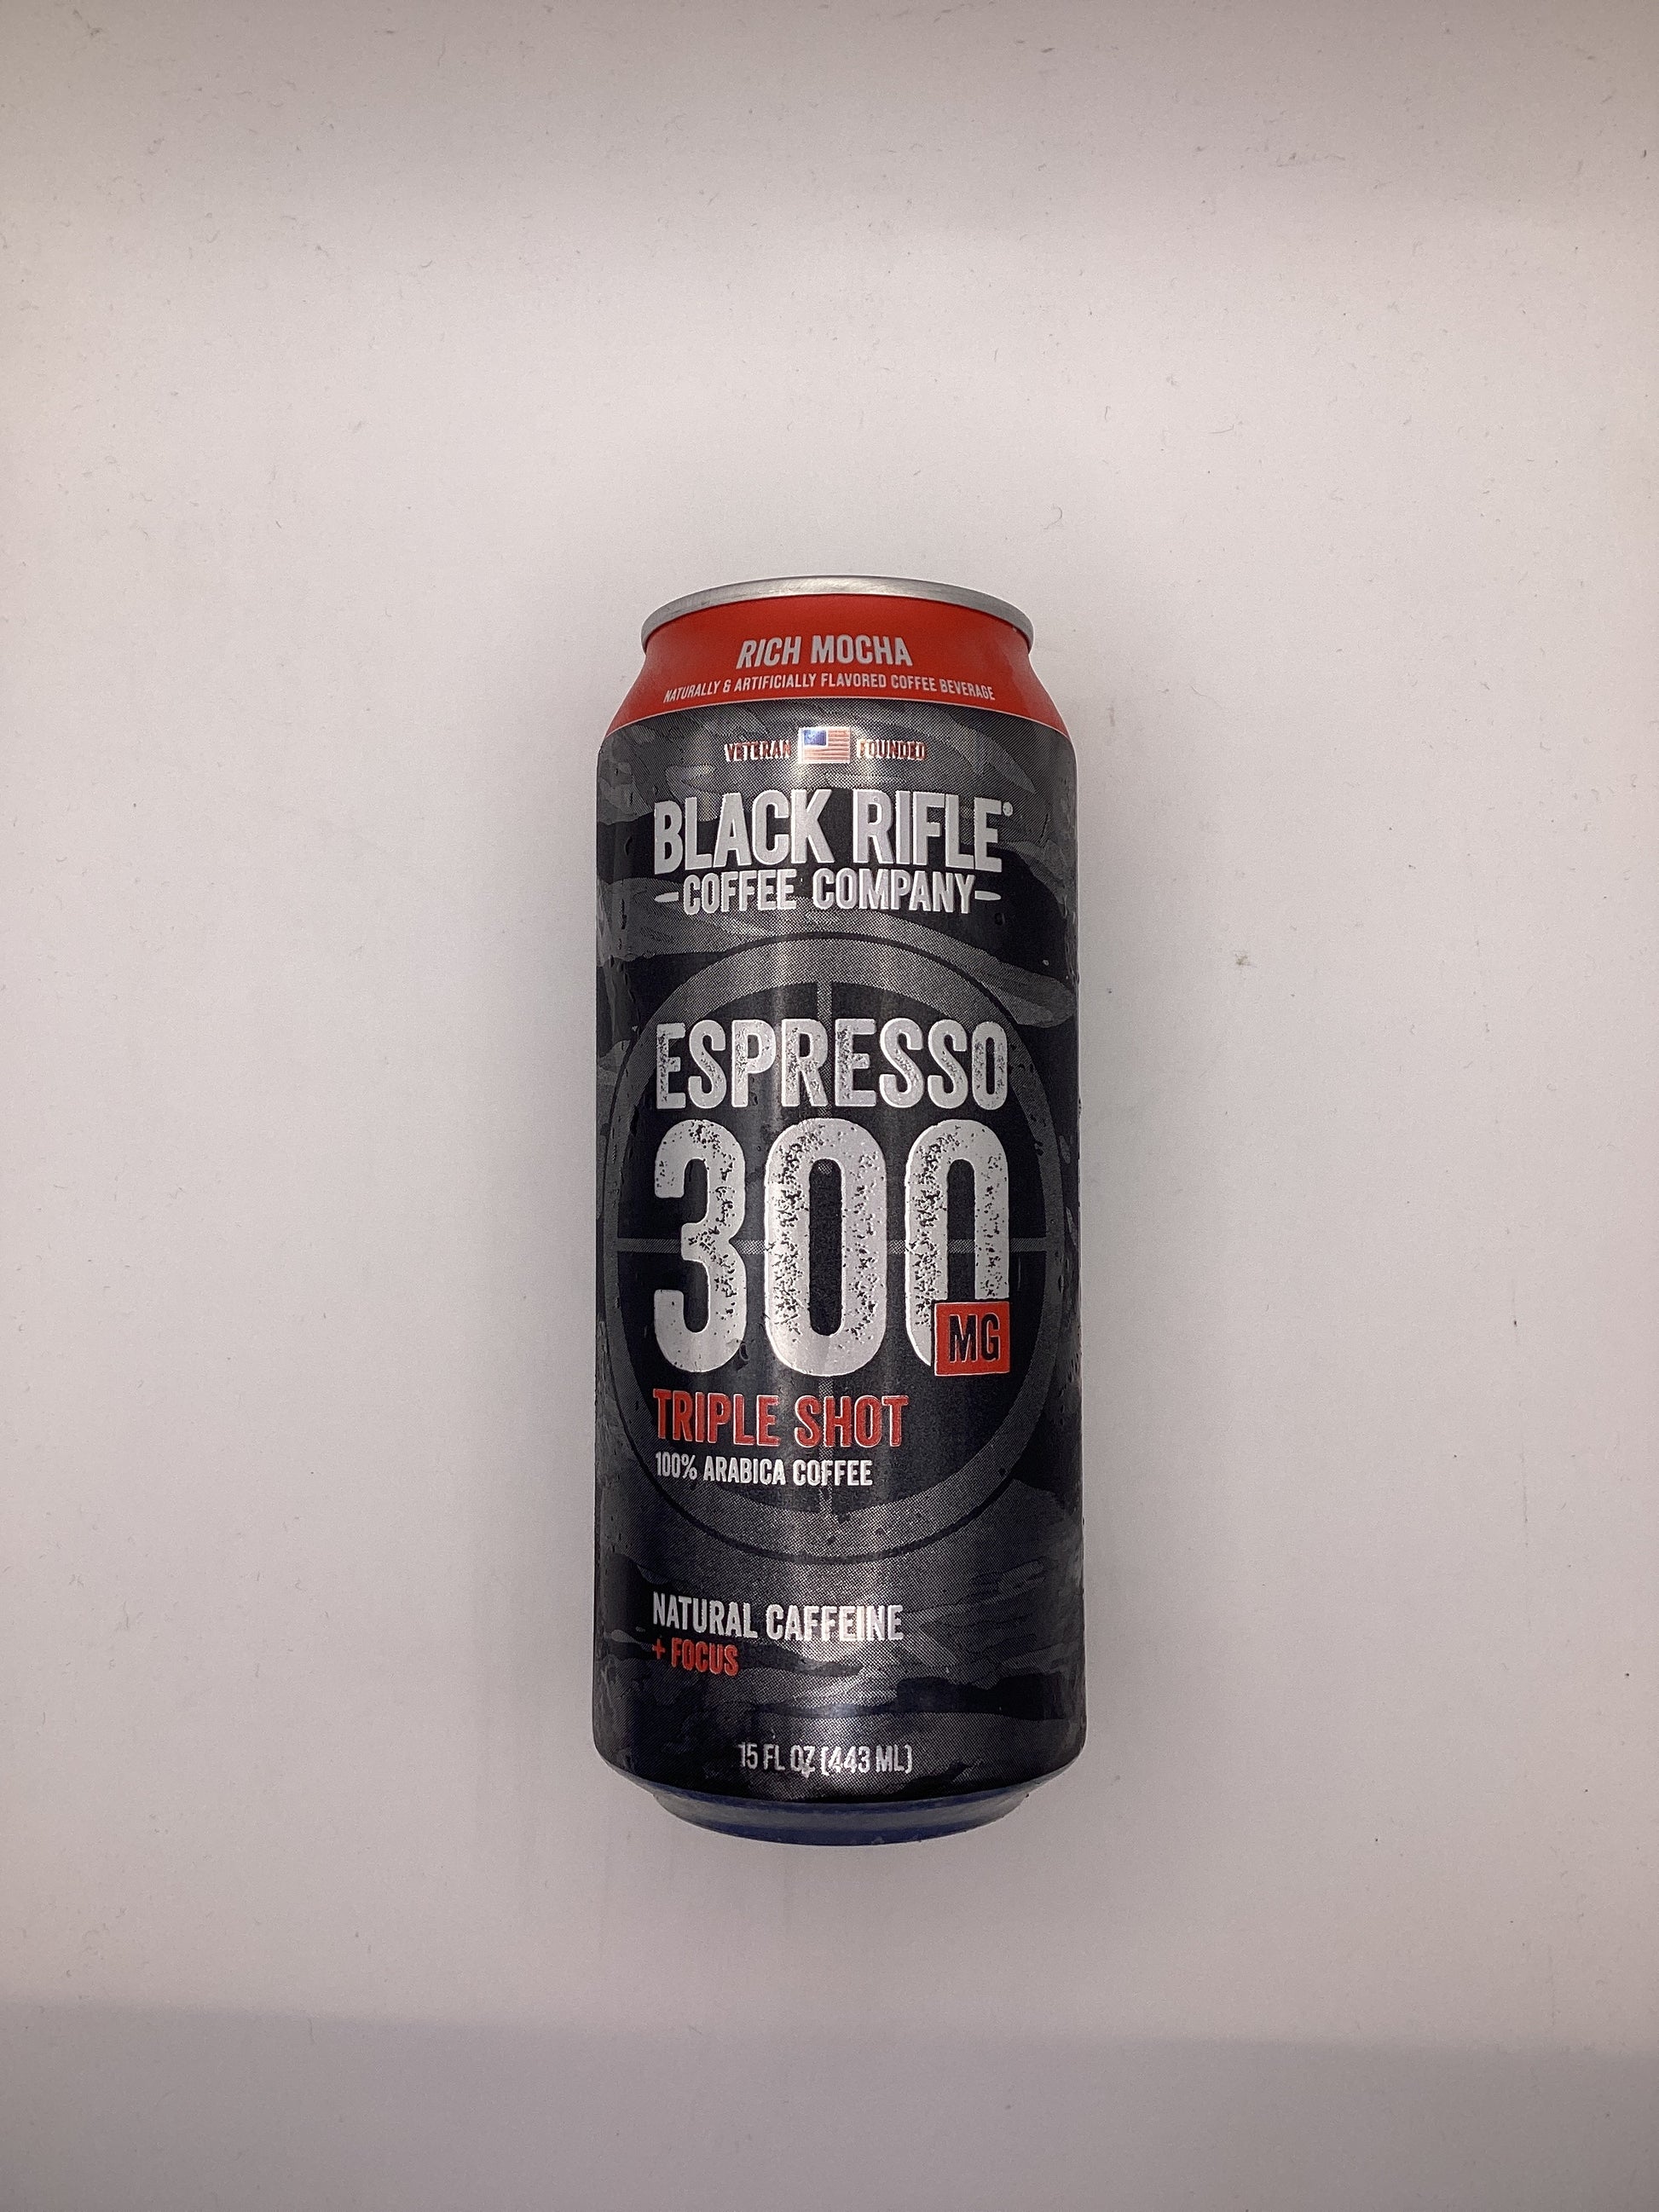 RICH MOCHA
NATURALLY & ARTIFICIALLY FLAVORED COFFEE BEVERAGE
VETERAN FOUNDED
BLACK RIFLE®
COFFEE COMPANY
ESPRESSO
300
MG
TRIPLE SHOT
100% ARABICA COFFEE
NATURAL CAFFEINE
+ FOCUS
15 FL OZ (443 ML)